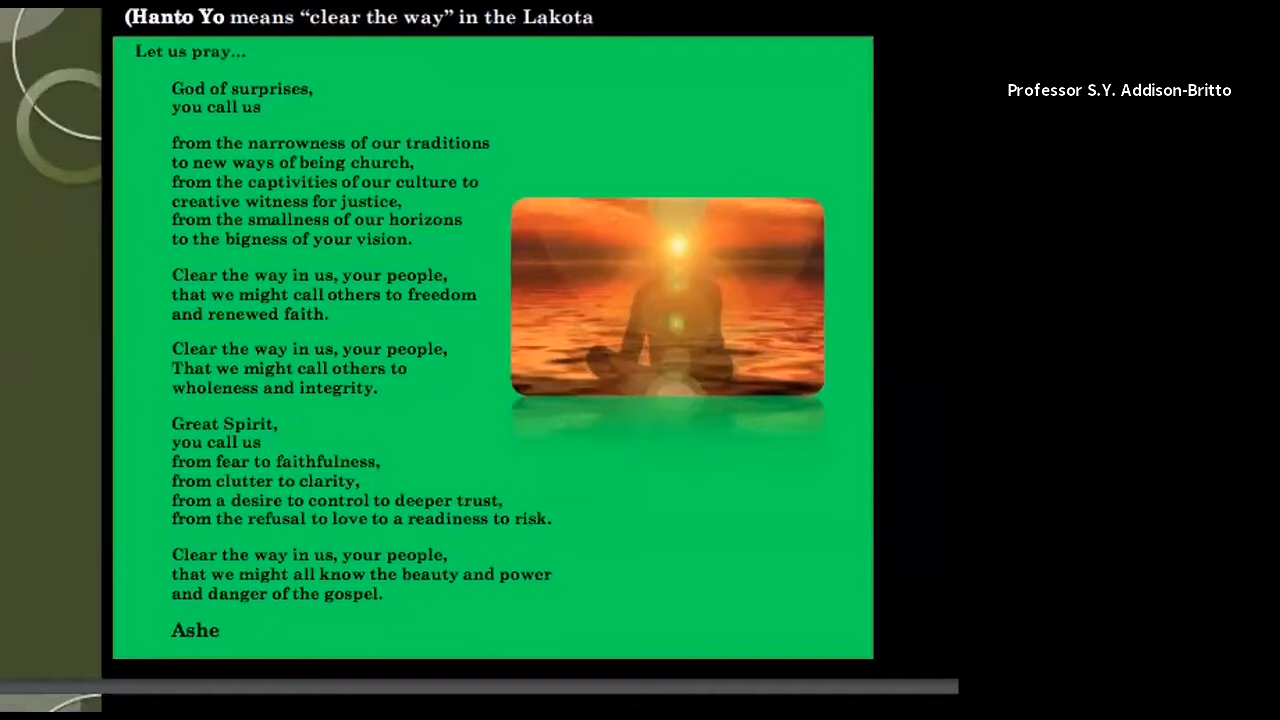 (Hanto Yo means “clear the way” in the Lakota
Let us pray...
God of surprises,
you call us
from the narrowness of our traditions
to new ways of being church,
from the captivities of our culture to
creative witness for justice,
from the smallness of our horizons
to the bigness of your vision.
Clear the way in us, your people,
that we might call others to freedom
and renewed faith.
Clear the way in us, your people,
That we might call others to
wholeness and integrity.
Great Spirit,
you call us
from fear to faithfulness,
from clutter to clarity,
from a desire to control to deeper trust,
from the refusal to love to a readiness to risk.
Clear the way in us, your people,
that we might all know the beauty and power
and danger of the gospel.
Ashe
Professor S.Y. Addison-Britto